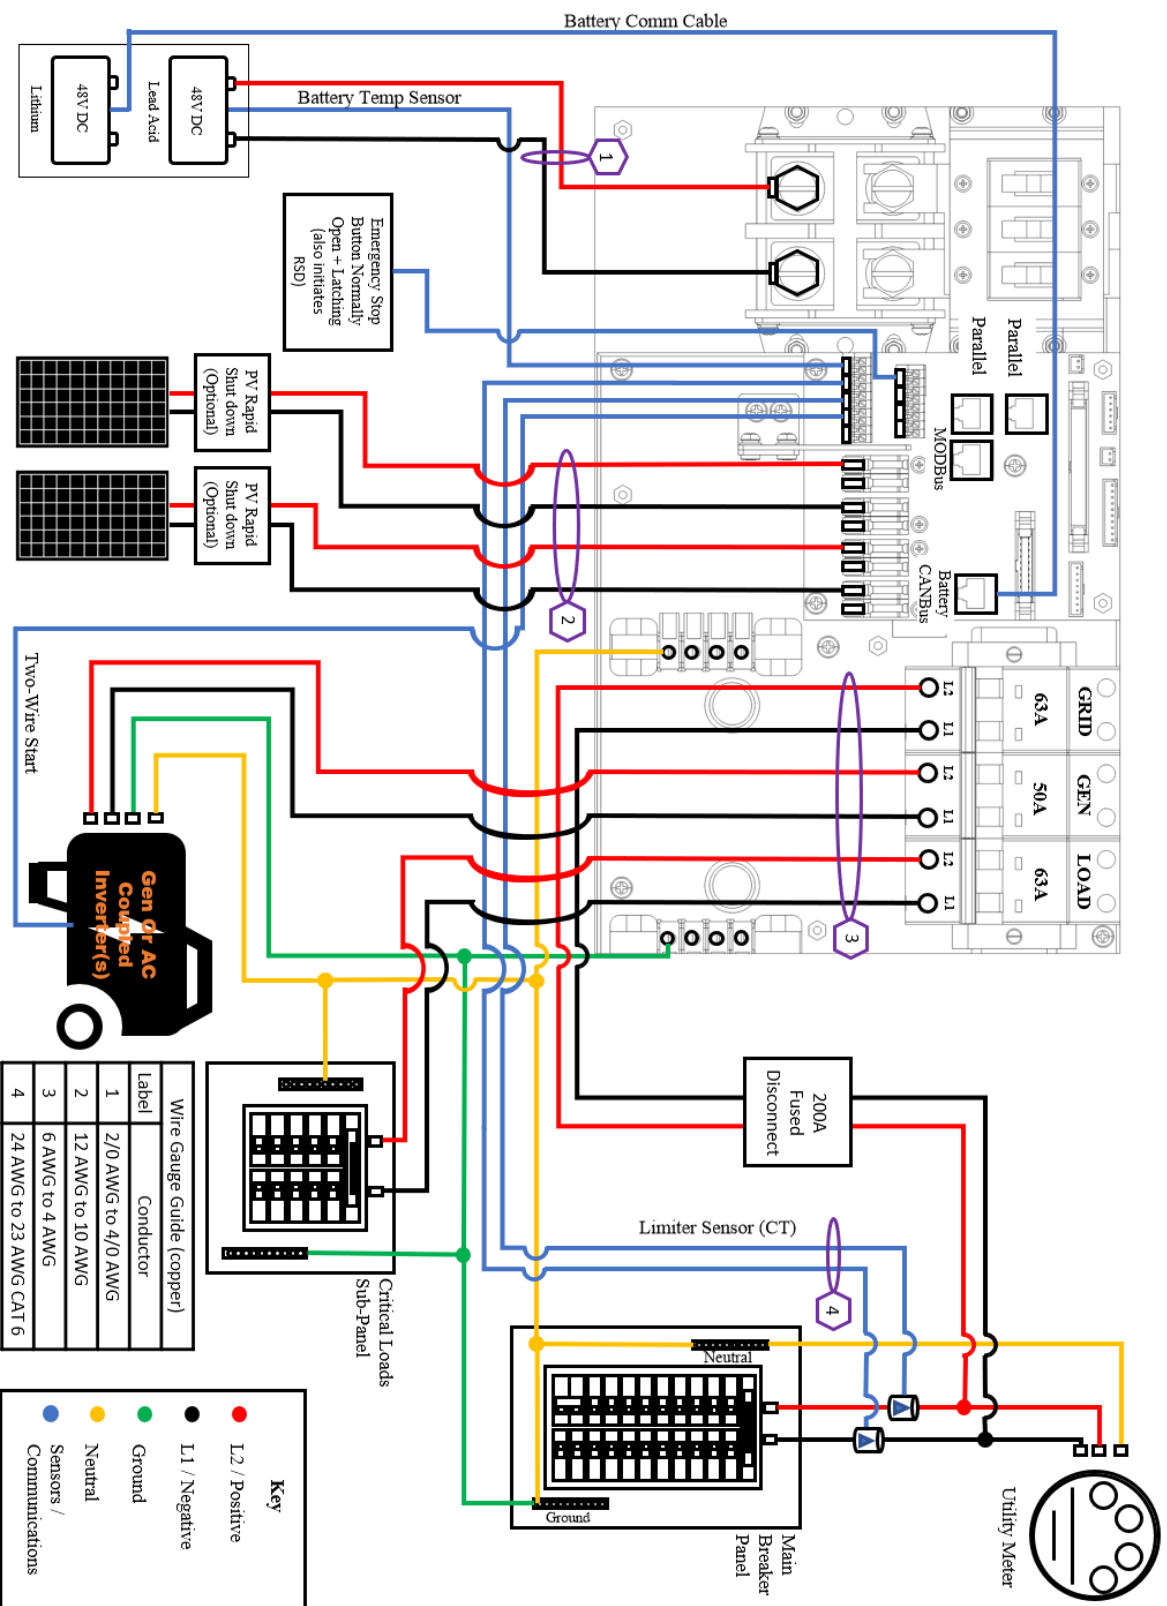 Battery Comm Cable
Battery Temp Sensor
Lithium
48V DC
Lead Acid
48V DC
1
Emergency Stop
Button Normally
Open + Latching
(also initiates
RSD)
Parallel
Parallel
MODBus
Battery
CANBus
PV Rapid
Shut down
(Optional)
PV Rapid
Shut down
(Optional)
2
Two-Wire Start
L2
L1
63A
GRID
L2
L1
50A
GEN
L2
L1
63A
LOAD
3
Gen Or AC
Coupled
Inverter(s)
200A
Fused
Disconnect
Limiter Sensor (CT)
4
Critical Loads
Sub-Panel
Neutral
Ground
Main
Breaker
Panel
Utility Meter
Wire Gauge Guide (copper)
Label Conductor
1 2/0 AWG to 4/0 AWG
2 12 AWG to 10 AWG
3 6 AWG to 4 AWG
4 24 AWG to 23 AWG CAT 6
Key
L2 / Positive
L1 / Negative
Ground
Neutral
Sensors /
Communications